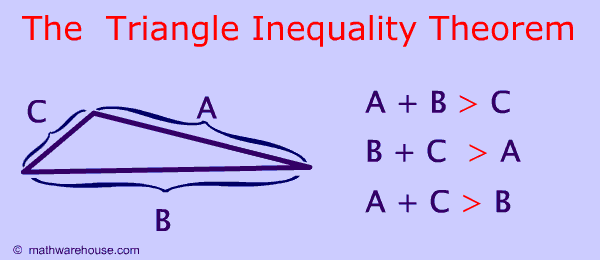 The Triangle Inequality Theorem
C
A
B
A + B > C
B + C > A
A + C > B
© mathwarehouse.com